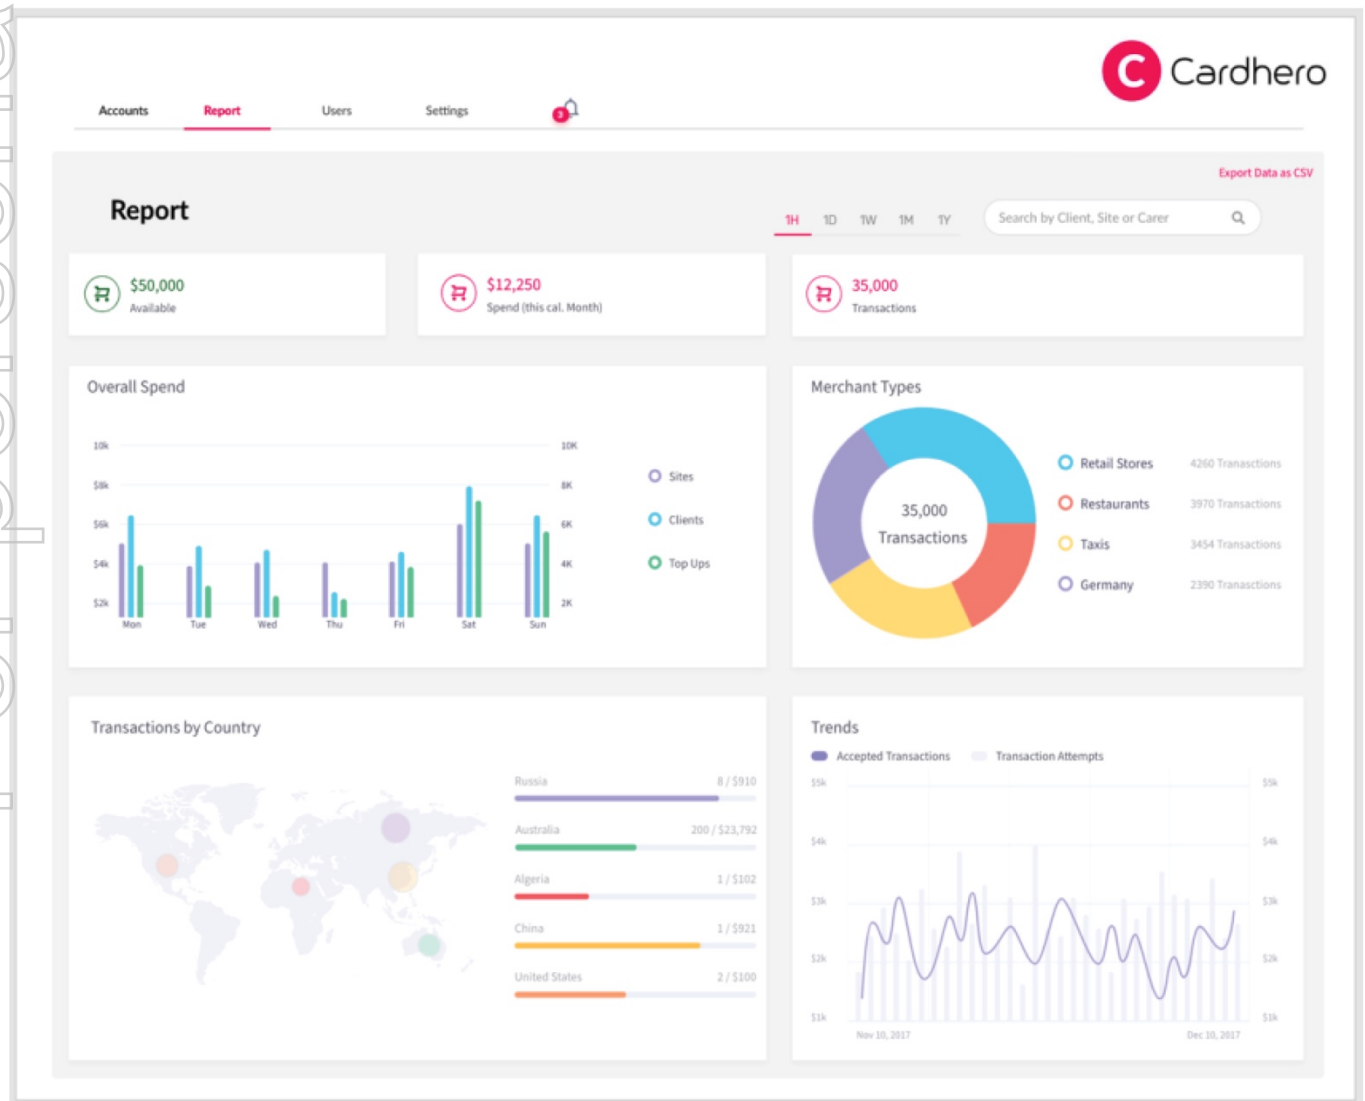 C Cardhero
Accounts Report Users Settings 3
Export Data as CSV
Report
1H 1D 1W 1M 1Y
Search by Client, Site or Carer
$50,000
Available
$12,250
Spend (this cal. Month)
35,000
Transactions
Overall Spend
10k 10K
$8k 8K
$6k 6K
$4k 4K
$2k 2K
Mon Tue Wed Thu Fri Sat Sun
Sites
Clients
Top Ups
Merchant Types
35,000
Transactions
Retail Stores 4260 Tranasctions
Restaurants 3970 Transactions
Taxis 3454 Transactions
Germany 2390 Tranasctions
Transactions by Country
Russia 8 / $910
Australia 200 / $23,792
Algeria 1 / $102
China 1 / $921
United States 2 / $100
Trends
Accepted Transactions Transaction Attempts
$5k $5k
$4k $4k
$3k $3k
$2k $2k
$1k $1k
Nov 10, 2017 Dec 10, 2017